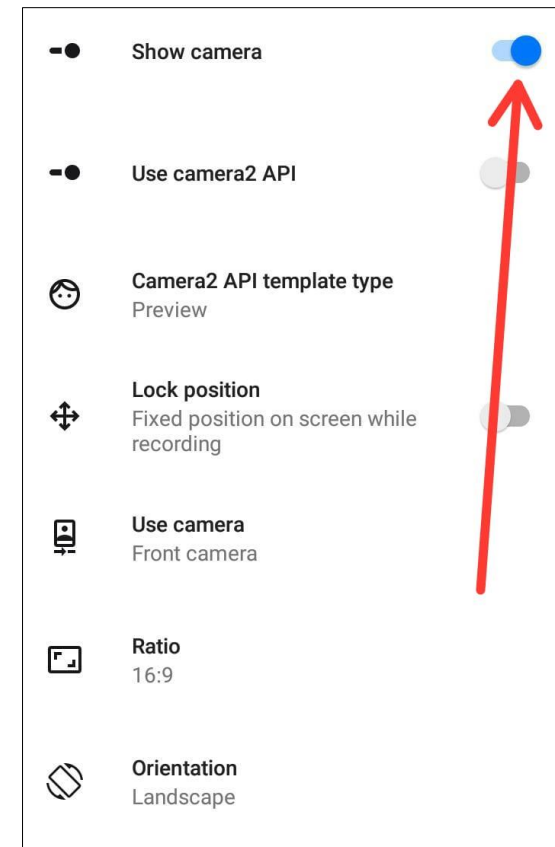 Show camera
Use camera2 API
Camera2 API template type
Preview
Lock position
Fixed position on screen while
recording
Use camera
Front camera
Ratio
16:9
Orientation
Landscape